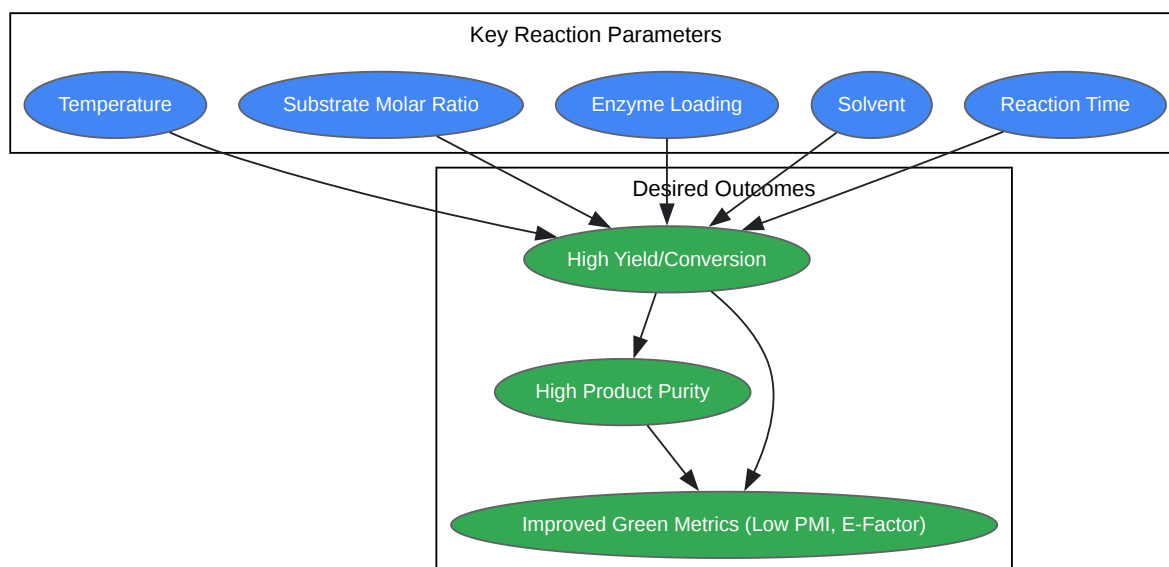 Key Reaction Parameters
Temperature
Substrate Molar Ratio
Enzyme Loading
Solvent
Reaction Time
Desired Outcomes
High Yield/Conversion
High Product Purity
Improved Green Metrics (Low PMI, E-Factor)